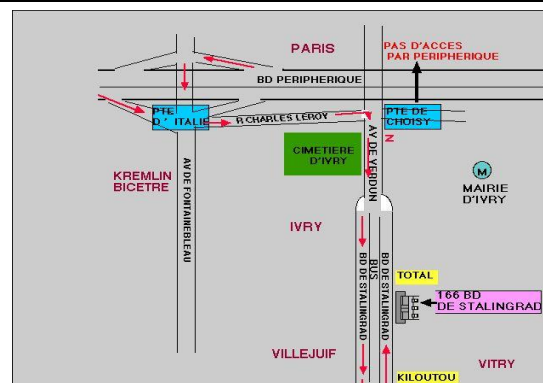 PARIS
PAS D'ACCES
PAR PERIPHERIQUE
BD PERIPHERIQUE
PTE
D' ITALIE
R CHARLES LEROY
PTE DE
CHOISY
N
CIMETIERE
D'IVRY
AV DE VERDUN
KREMLIN
BICETRE
AV DE FONTAINEBLEAU
M
MAIRIE
D'IVRY
IVRY
BD DE STALINGRAD
BUS
BD DE STALINGRAD
TOTAL
166 BD
DE STALINGRAD
VILLEJUIF
VITRY
KILOUTOU